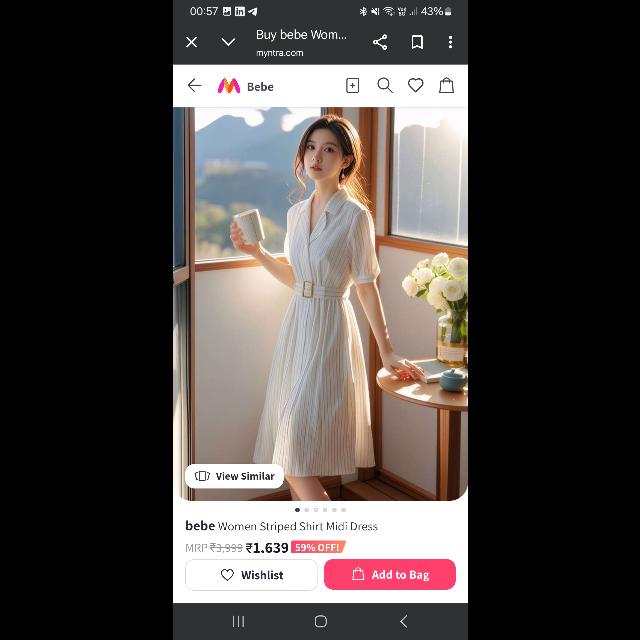 00:57
43%
Buy bebe Wom...
myntra.com
Bebe
View Similar
bebe Women Striped Shirt Midi Dress
MRP ₹3,999 ₹1,639 59% OFF!
Wishlist
Add to Bag